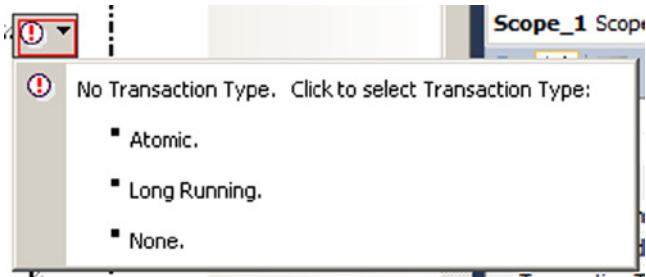 Scope_1 Scope
No Transaction Type.  Click to select Transaction Type:
Atomic.
Long Running.
None.